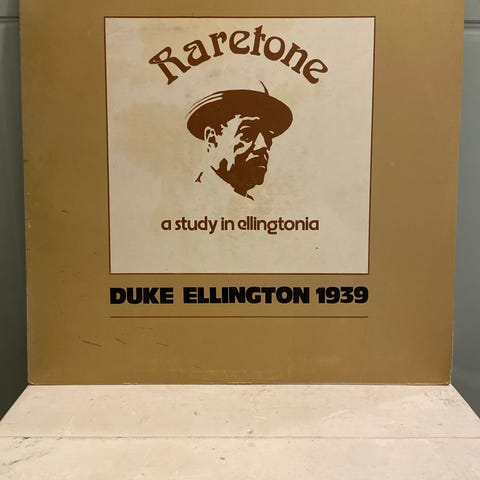 Raretone
a study in ellingtonia
DUKE ELLINGTON 1939